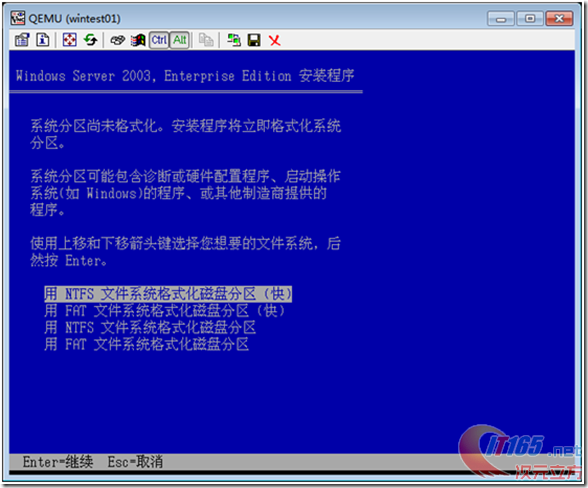 QEMU (wintest01)
Ctrl Alt
Windows Server 2003, Enterprise Edition 安装程序
系统分区尚未格式化。安装程序将立即格式化系统
分区。
系统分区可能包含诊断或硬件配置程序、启动操作
系统(如 Windows)的程序、或其他制造商提供的
程序。
使用上移和下移箭头键选择您想要的文件系统，后
然按 Enter。
用 NTFS 文件系统格式化磁盘分区(快)
用 FAT 文件系统格式化磁盘分区(快)
用 NTFS 文件系统格式化磁盘分区
用 FAT 文件系统格式化磁盘分区
Enter=继续 Esc=取消
IT165.net
次元立方